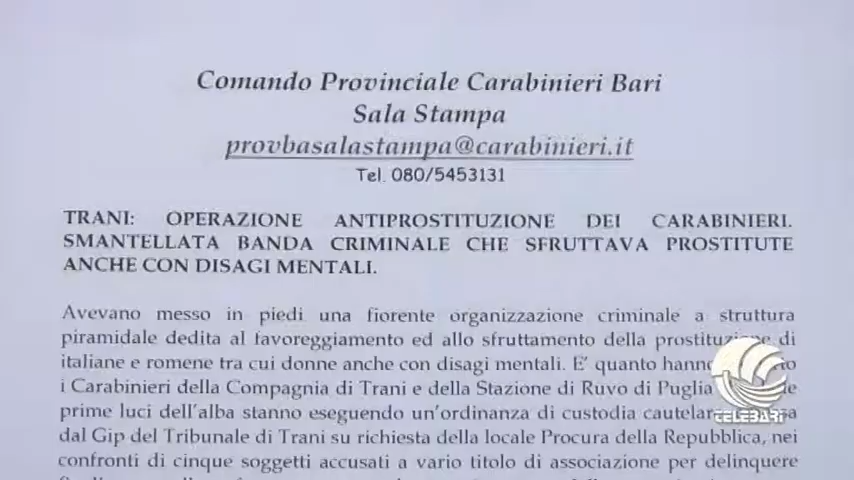 Comando Provinciale Carabinieri Bari
Sala Stampa
provbasalastampa@carabinieri.it
Tel. 080/5453131
TRANI: OPERAZIONE ANTIPROSTITUZIONE DEI CARABINIERI.
SMANTELLATA BANDA CRIMINALE CHE SFRUTTAVA PROSTITUTE
ANCHE CON DISAGI MENTALI.
Avevano messo in piedi una fiorente organizzazione criminale a struttura
piramidale dedita al favoreggiamento ed allo sfruttamento della prostituzione di
italiane e romene tra cui donne anche con disagi mentali. E' quanto hanno
i Carabinieri della Compagnia di Trani e della Stazione di Ruvo di Puglia
prime luci dell'alba stanno eseguendo un'ordinanza di custodia
TELEBARI
dal Gip del Tribunale di Trani su richiesta della locale Procura della Repubblica, nei
confronti di cinque soggetti accusati a vario titolo di associazione per delinquere